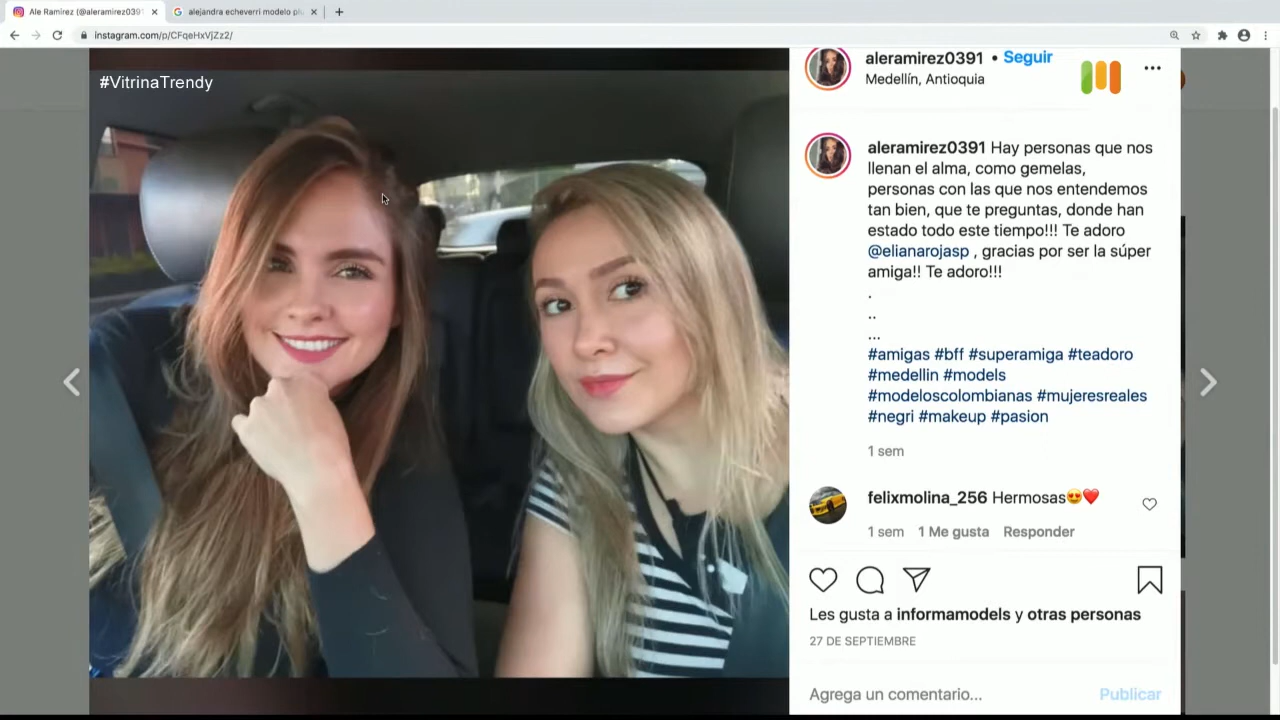 Ale Ramirez (@aleramirez0391
alejandra echeverri modelo plu
instagram.com/p/CFqeHxVjZz2/
#VitrinaTrendy
aleramirez0391 • Seguir
Medellín, Antioquia
aleramirez0391 Hay personas que nos
llenan el alma, como gemelas,
personas con las que nos entendemos
tan bien, que te preguntas, donde han
estado todo este tiempo!!! Te adoro
@elianarojasp , gracias por ser la súper
amiga!! Te adoro!!!
.
..
...
#amigas #bff #superamiga #teadoro
#medellin #models
#modeloscolombianas #mujeresreales
#negri #makeup #pasion
1 sem
felixmolina_256 Hermosas😍❤️
1 sem 1 Me gusta Responder
Les gusta a informamodels y otras personas
27 DE SEPTIEMBRE
Agrega un comentario... Publicar